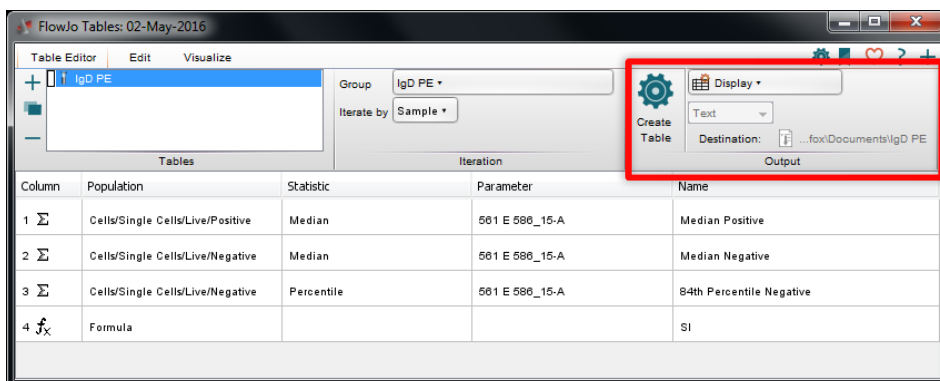 FlowJo Tables: 02-May-2016
Table Editor Edit Visualize
IgD PE
Group IgD PE
Iterate by Sample
Create Table
Display
Text
Destination: ...fox\Documents\IgD PE
Tables Iteration Output
Column Population Statistic Parameter Name
1 Σ Cells/Single Cells/Live/Positive Median 561 E 586_15-A Median Positive
2 Σ Cells/Single Cells/Live/Negative Median 561 E 586_15-A Median Negative
3 Σ Cells/Single Cells/Live/Negative Percentile 561 E 586_15-A 84th Percentile Negative
4 fx Formula SI